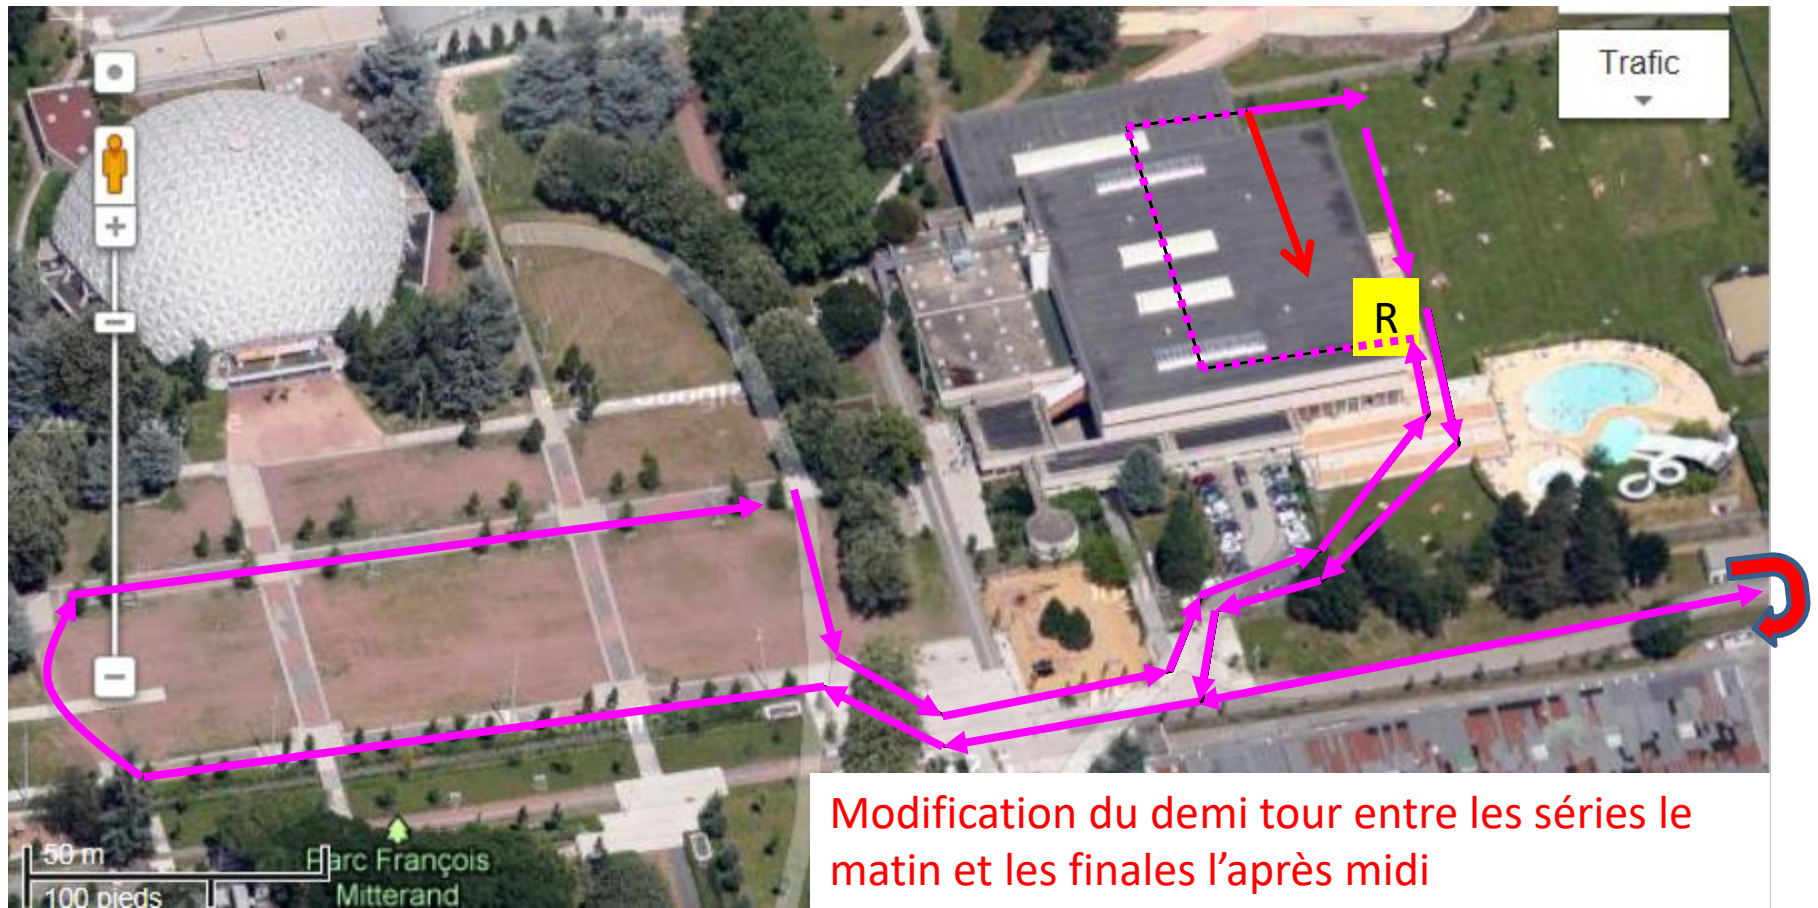 Trafic
R
Google
Modification du demi tour entre les séries le
matin et les finales l’après midi
50 m
100 pieds
Parc François
Mitterand